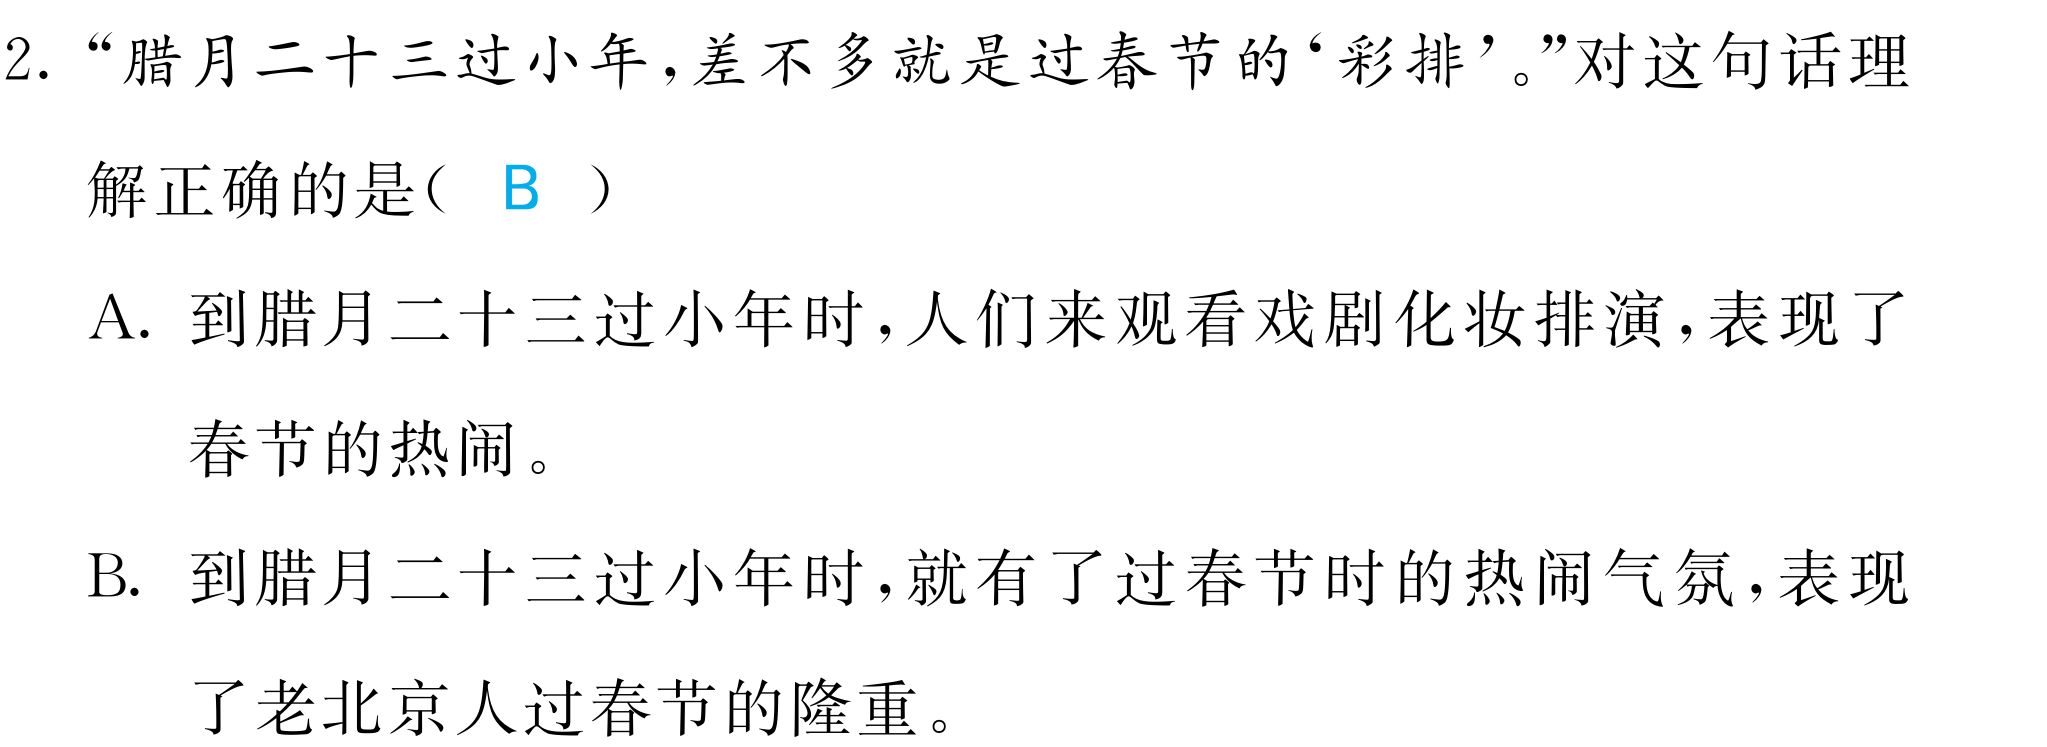 2. “腊月二十三过小年,差不多就是过春节的‘彩排’。”对这句话理
解正确的是( B )
A. 到腊月二十三过小年时,人们来观看戏剧化妆排演,表现了
春节的热闹。
B. 到腊月二十三过小年时,就有了过春节时的热闹气氛,表现
了老北京人过春节的隆重。